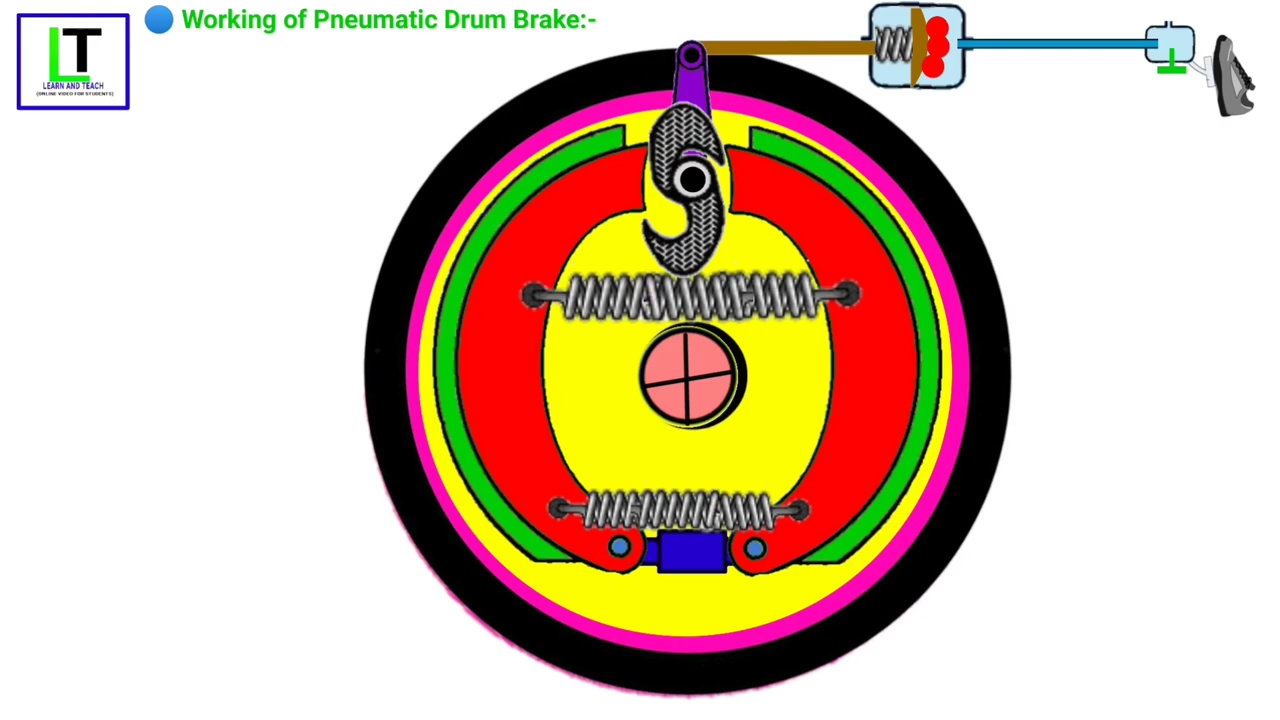 Working of Pneumatic Drum Brake:-
LT
LEARN AND TEACH
(ONLINE VIDEO FOR STUDENTS)